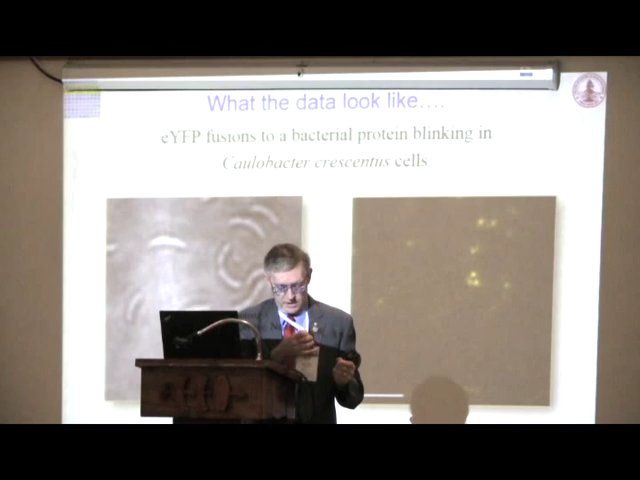 What the data look like....
eYFP fusions to a bacterial protein blinking in
Caulobacter crescentus cells